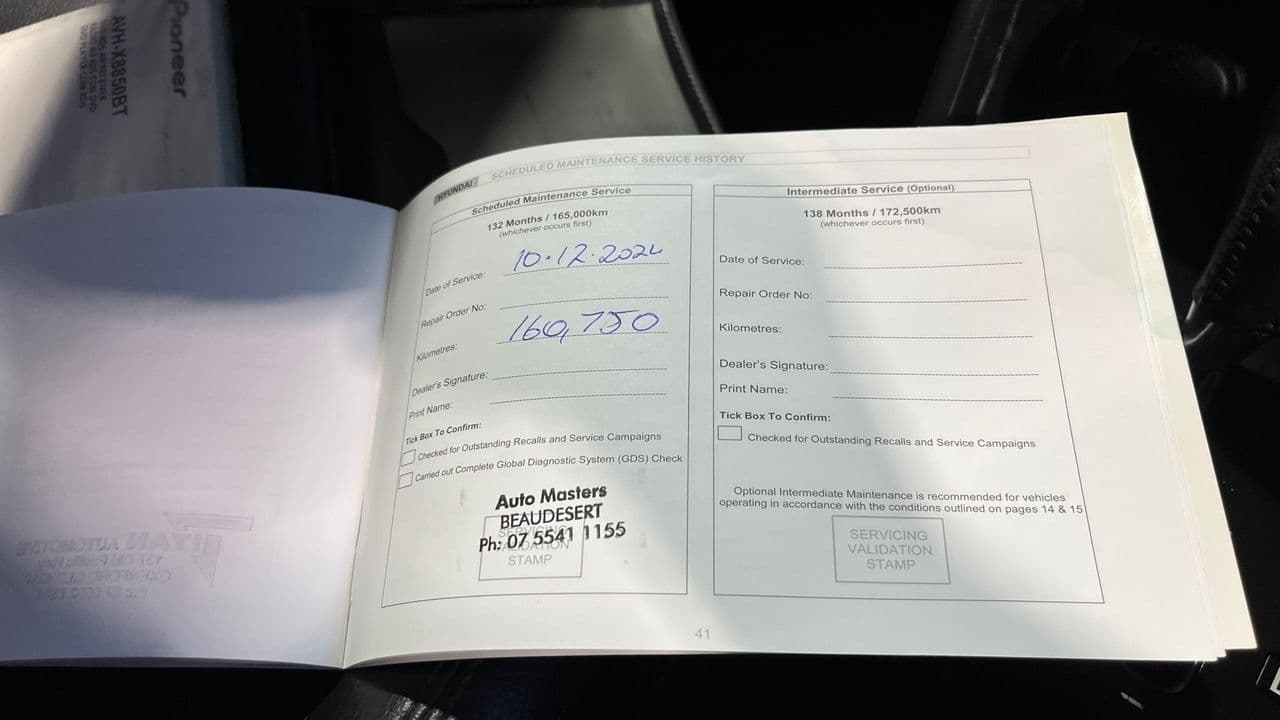 Pioneer
AVH-X8850BT
HYUNDAI SCHEDULED MAINTENANCE SERVICE HISTORY
Scheduled Maintenance Service
132 Months / 165,000km
(whichever occurs first)
Date of Service: 10.12.2024
Repair Order No:
Kilometres: 160,750
Dealer's Signature:
Print Name:
Tick Box To Confirm:
Checked for Outstanding Recalls and Service Campaigns
Carried out Complete Global Diagnostic System (GDS) Check
Auto Masters
BEAUDESERT
Ph: 07 5541 1155
SERVICING
VALIDATION
STAMP
Intermediate Service (Optional)
138 Months / 172,500km
(whichever occurs first)
Date of Service:
Repair Order No:
Kilometres:
Dealer's Signature:
Print Name:
Tick Box To Confirm:
Checked for Outstanding Recalls and Service Campaigns
Optional Intermediate Maintenance is recommended for vehicles
operating in accordance with the conditions outlined on pages 14 & 15
SERVICING
VALIDATION
STAMP
41